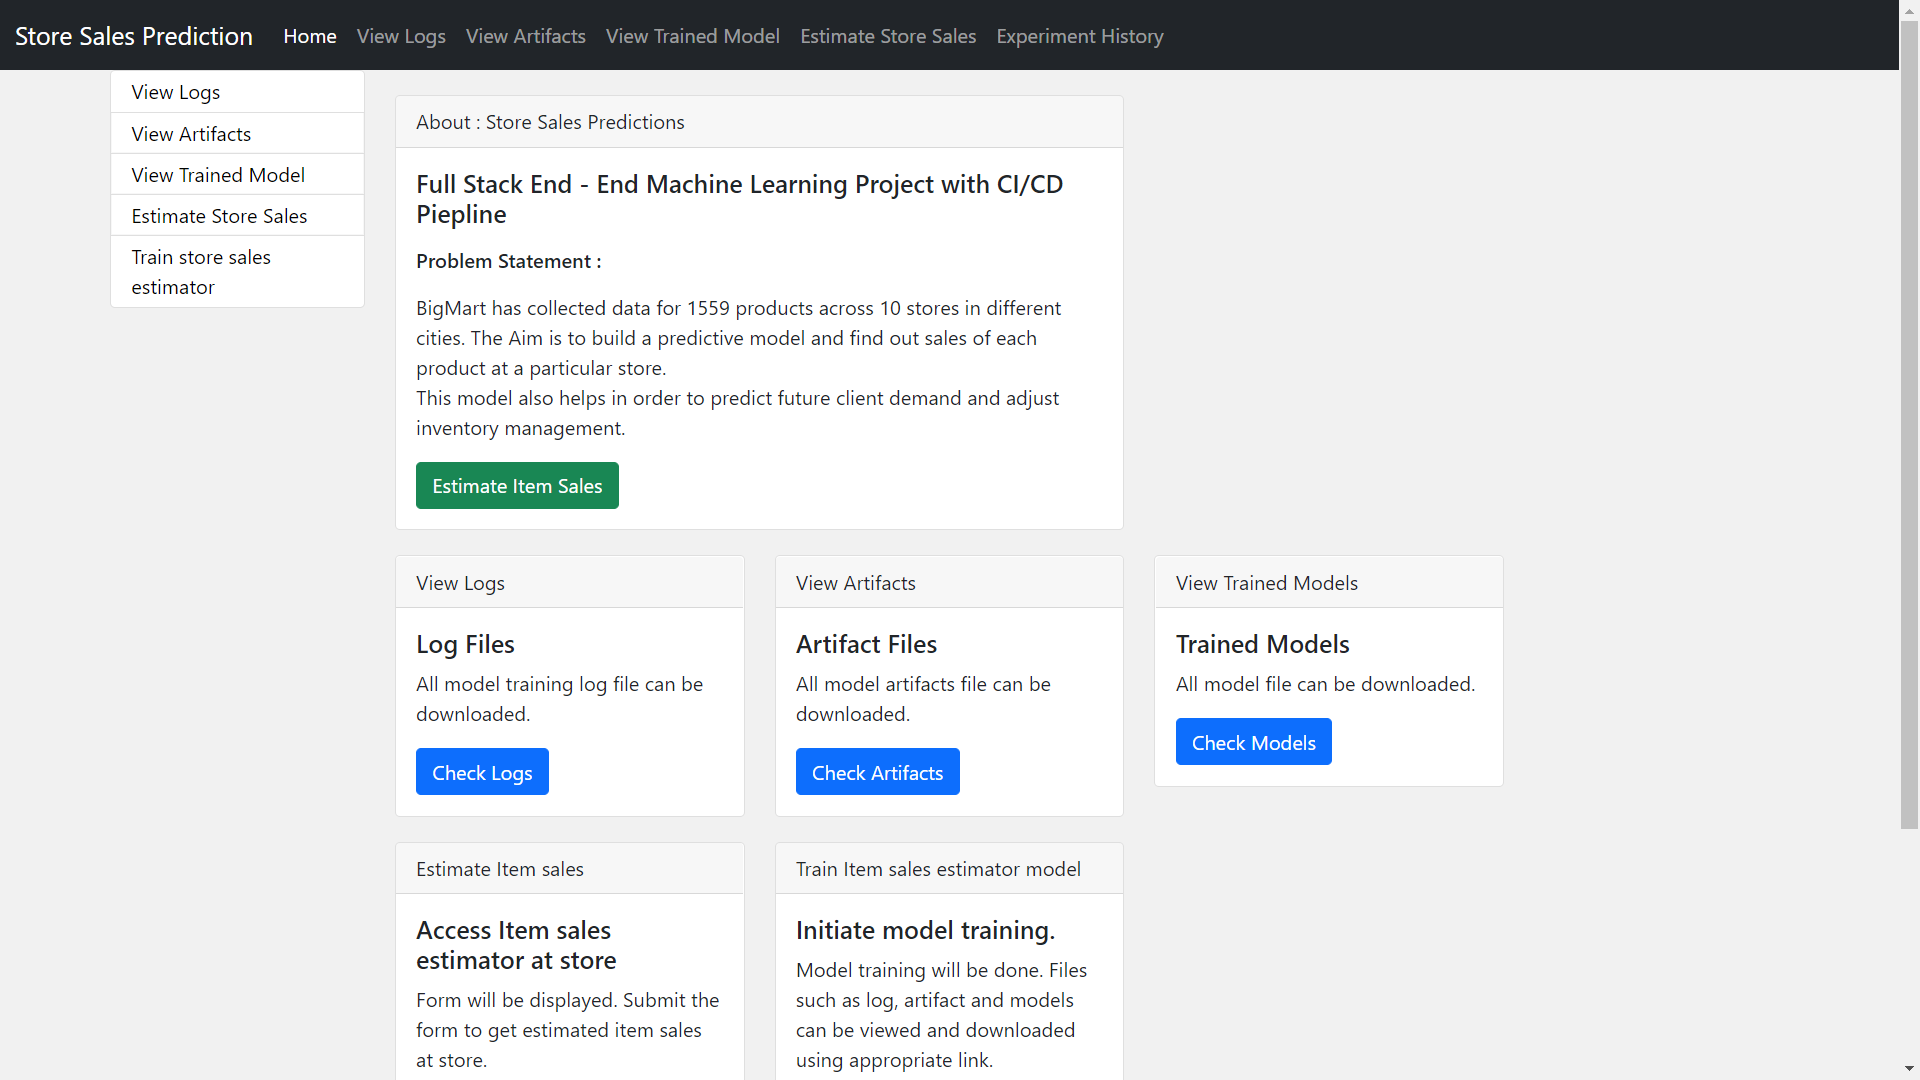 Store Sales Prediction Home View Logs View Artifacts View Trained Model Estimate Store Sales Experiment History
View Logs
View Artifacts
View Trained Model
Estimate Store Sales
Train store sales
estimator
About : Store Sales Predictions
Full Stack End - End Machine Learning Project with CI/CD
Piepline
Problem Statement :
BigMart has collected data for 1559 products across 10 stores in different
cities. The Aim is to build a predictive model and find out sales of each
product at a particular store.
This model also helps in order to predict future client demand and adjust
inventory management.
Estimate Item Sales
View Logs
Log Files
All model training log file can be
downloaded.
Check Logs
View Artifacts
Artifact Files
All model artifacts file can be
downloaded.
Check Artifacts
View Trained Models
Trained Models
All model file can be downloaded.
Check Models
Estimate Item sales
Access Item sales
estimator at store
Form will be displayed. Submit the
form to get estimated item sales
at store.
Train Item sales estimator model
Initiate model training.
Model training will be done. Files
such as log, artifact and models
can be viewed and downloaded
using appropriate link.